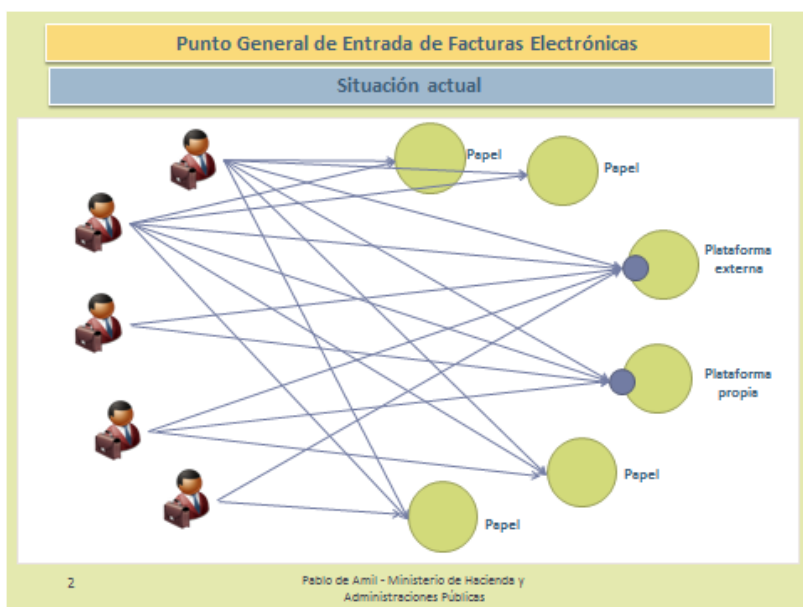 Punto General de Entrada de Facturas Electrónicas
Situación actual
Papel
Papel
Plataforma
externa
Plataforma
propia
Papel
Papel
2
Pablo de Amil - Ministerio de Hacienda y
Administraciones Públicas